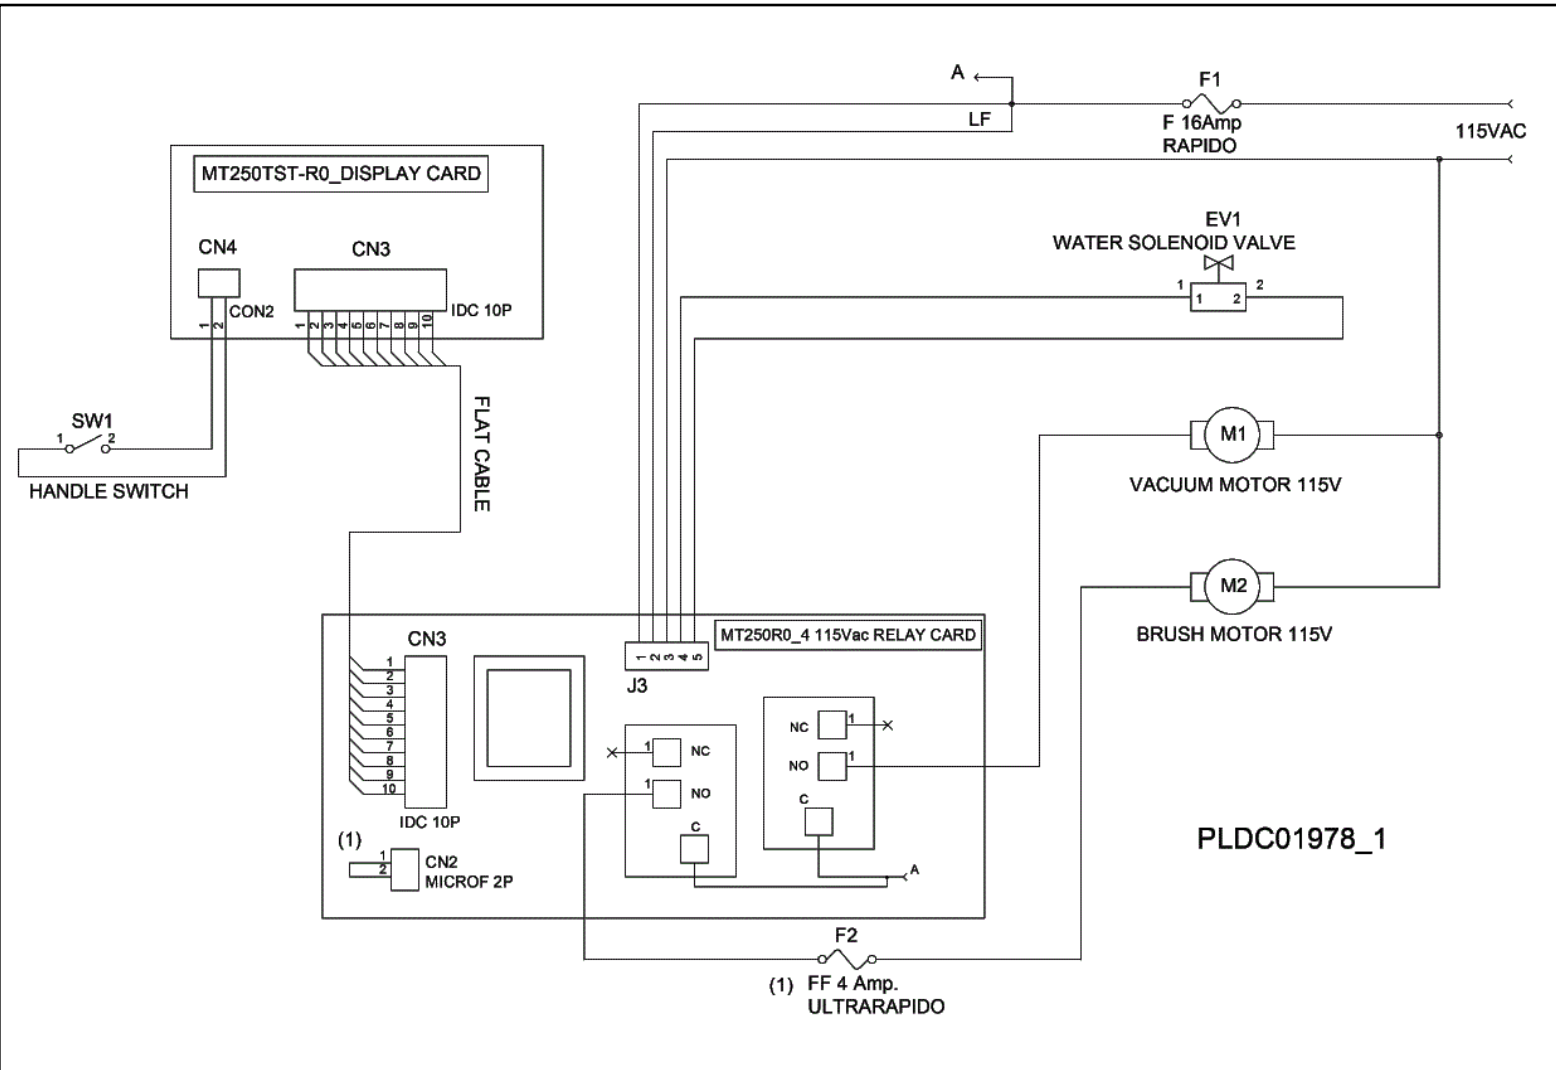 A
F1
LF
F 16Amp
RAPIDO
115VAC
MT250TST-R0_DISPLAY CARD
EV1
WATER SOLENOID VALVE
CN4
CN3
1
1 2
2
CON2
IDC 10P
1 2
1 2 3 4 5 6 7 8 9 10
SW1
1 2
HANDLE SWITCH
FLAT CABLE
M1
VACUUM MOTOR 115V
M2
BRUSH MOTOR 115V
MT250R0_4 115Vac RELAY CARD
CN3
1
2
3
4
5
6
7
8
9
10
IDC 10P
1 2 3 4 5
J3
NC 1
1 NC
NO 1
1 NO
C
C
A
(1)
1
2
CN2
MICROF 2P
PLDC01978_1
F2
(1) FF 4 Amp.
ULTRARAPIDO